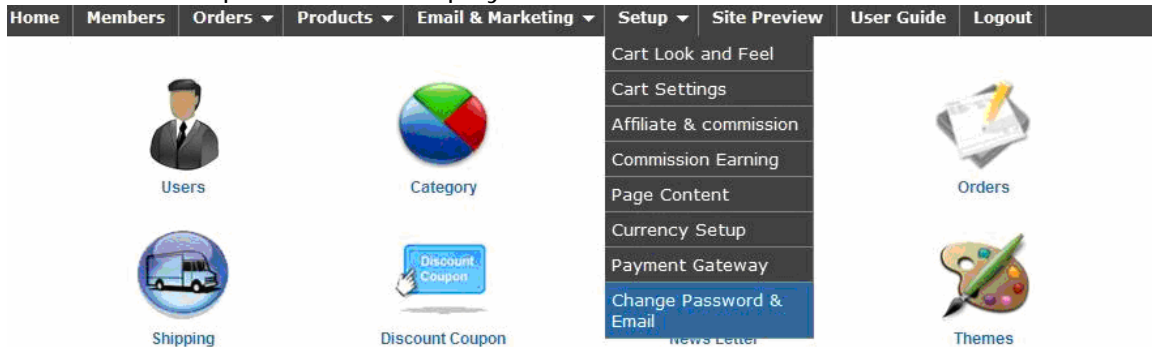 Home Members Orders Products Email & Marketing Setup Site Preview User Guide Logout
Cart Look and Feel
Cart Settings
Affiliate & commission
Commission Earning
Page Content
Currency Setup
Payment Gateway
Change Password &
Email
Users Category Orders
Discount
Coupon
Shipping Discount Coupon News Letter Themes